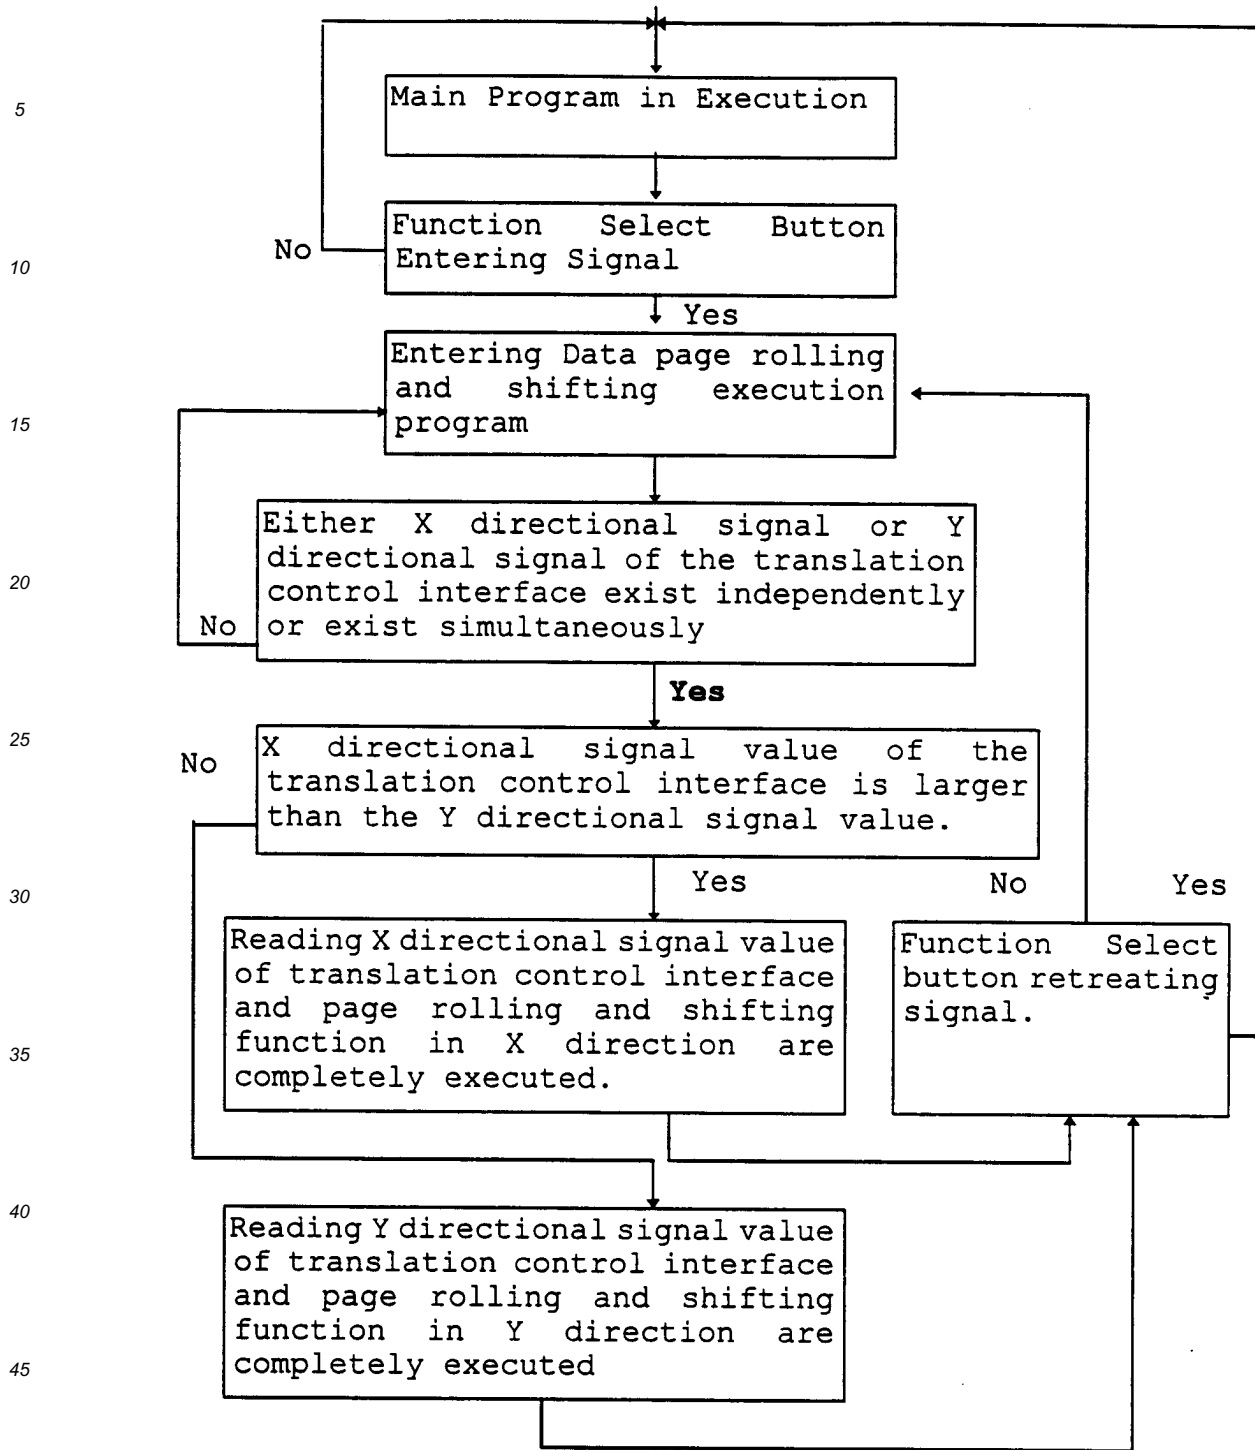 5
Main Program in Execution
Function Select Button
Entering Signal
No
10
Yes
Entering Data page rolling
and shifting execution
program
15
Either X directional signal or Y
directional signal of the translation
control interface exist independently
or exist simultaneously
20
No
Yes
25
No
X directional signal value of the
translation control interface is larger
than the Y directional signal value.
Yes
No
Yes
30
Reading X directional signal value
of translation control interface
and page rolling and shifting
function in X direction are
completely executed.
Function Select
button retreating
signal.
35
40
Reading Y directional signal value
of translation control interface
and page rolling and shifting
function in Y direction are
completely executed
45